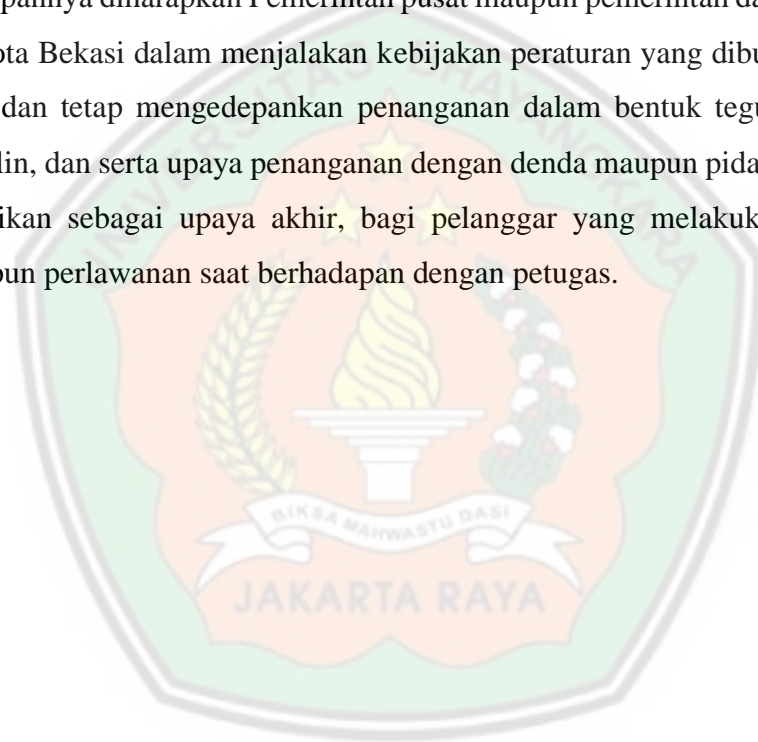 pannya diharapkan Pemerintah pusat maupun pemerintah da
ota Bekasi dalam menjalakan kebijakan peraturan yang dibu
dan tetap mengedepankan penanganan dalam bentuk tegu
lin, dan serta upaya penanganan dengan denda maupun pida
ikan sebagai upaya akhir, bagi pelanggar yang melakuk
pun perlawanan saat berhadapan dengan petugas.
UNIVERSITAS BHAYANGKARA
BIKSA MAHWASTU DASI
JAKARTA RAYA